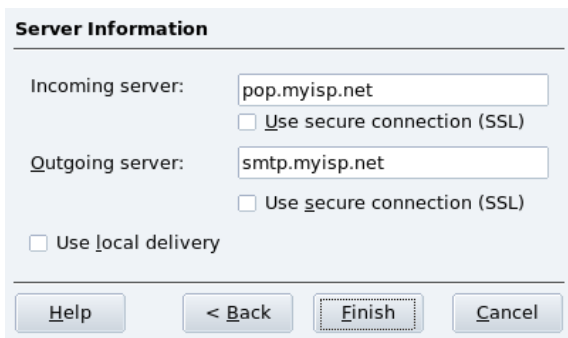 Server Information
Incoming server: pop.myisp.net
Use secure connection (SSL)
Outgoing server: smtp.myisp.net
Use secure connection (SSL)
Use local delivery
Help < Back Finish Cancel